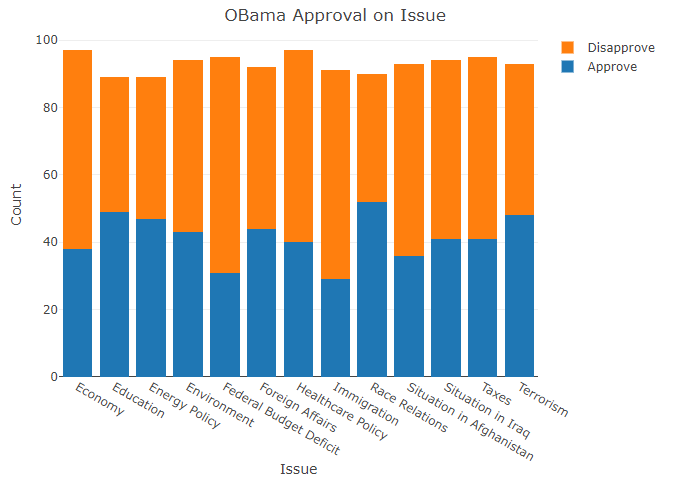 OBama Approval on Issue
Disapprove
Approve
Count
100
80
60
40
20
0
Economy
Education
Energy Policy
Environment
Federal Budget Deficit
Foreign Affairs
Healthcare Policy
Immigration
Race Relations
Situation in Afghanistan
Situation in Iraq
Taxes
Terrorism
Issue